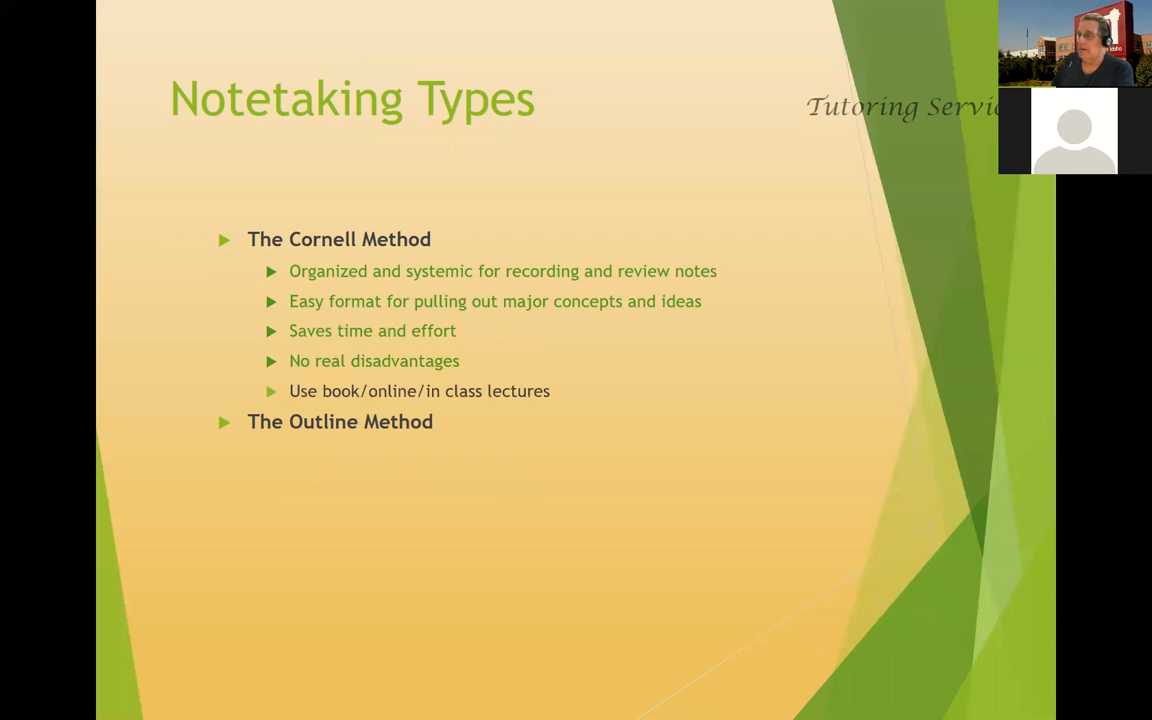 Notetaking Types
Tutoring
The Cornell Method
Organized and systemic for recording and review notes
Easy format for pulling out major concepts and ideas
Saves time and effort
No real disadvantages
Use book/online/in class lectures
The Outline Method